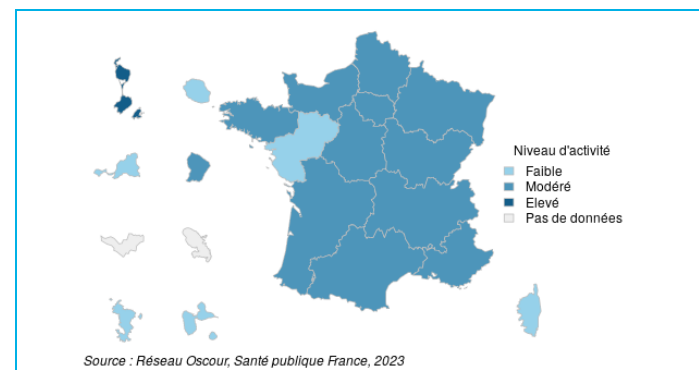 Niveau d'activité
Faible
Modéré
Elevé
Pas de données
Source : Réseau Oscour, Santé publique France, 2023